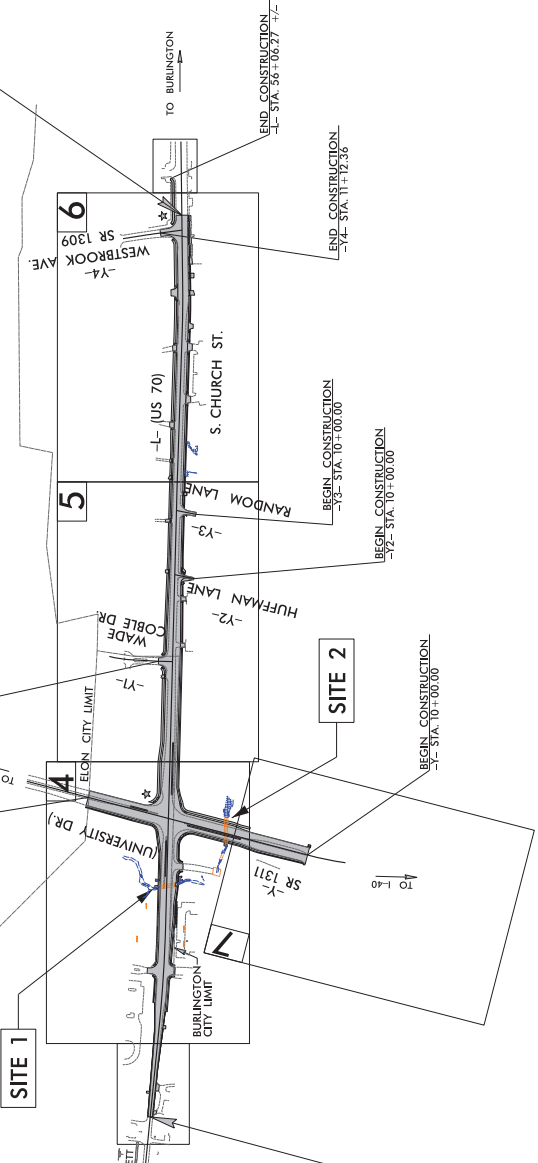 TO BURLINGTON
END CONSTRUCTION
-L- STA. 56+06.27 +/-
6
WESTBROOK AVE.
SR 1309
-Y4-
END CONSTRUCTION
-Y4- STA. 11+12.36
-L- (US 70)
S. CHURCH ST.
5
RANDOM LANE
-Y3-
BEGIN CONSTRUCTION
-Y3- STA. 10+00.00
HUFFMAN LANE
-Y2-
BEGIN CONSTRUCTION
-Y2- STA. 10+00.00
WADE
COBLE DR.
-Y1-
ELON CITY LIMIT
TO
4
(UNIVERSITY DR.)
SITE 2
BEGIN CONSTRUCTION
-Y- STA. 10+00.00
-Y-
SR 1311
TO I-40
7
SITE 1
BURLINGTON
CITY LIMIT
ETT